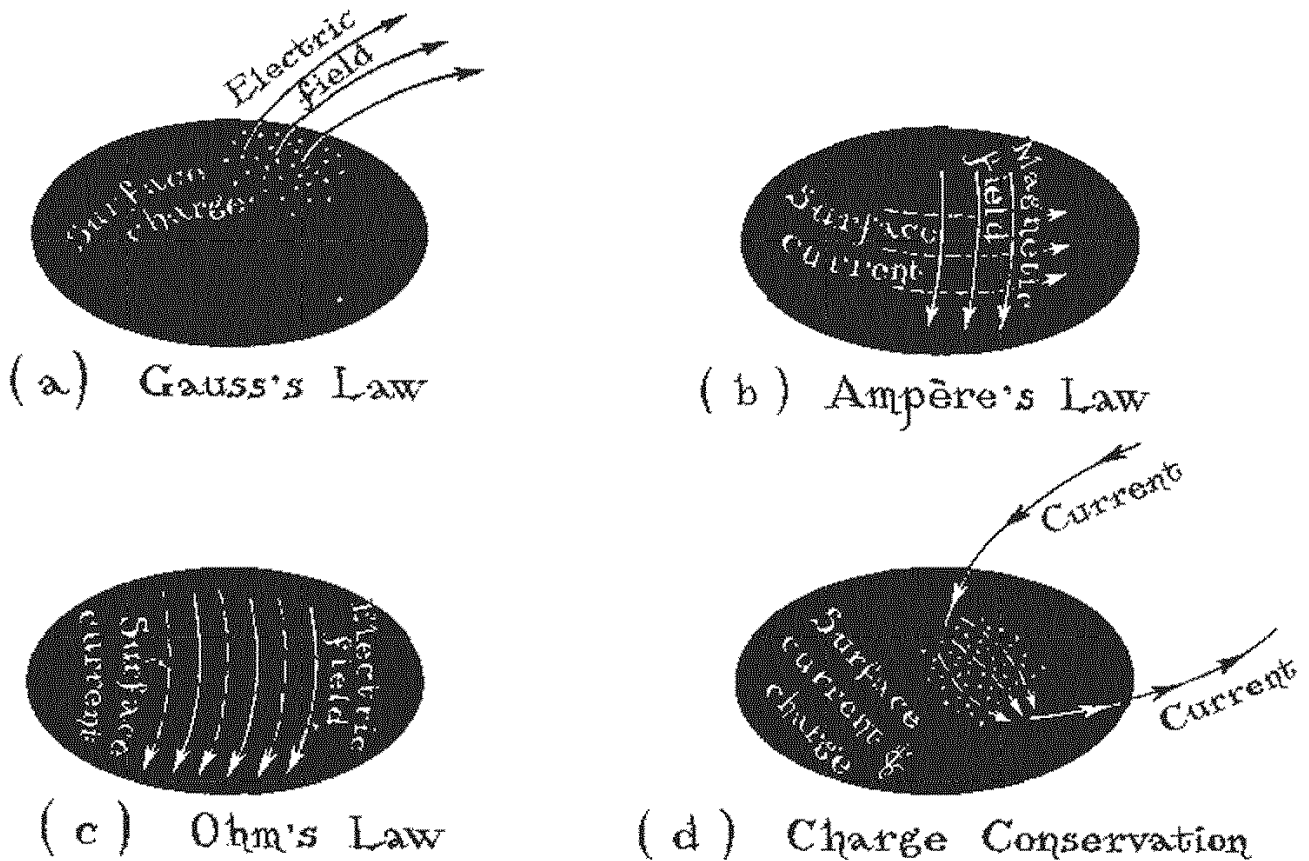 Electric
field
Surface
charge
(a) Gauss's Law
Magnetic
field
Surface
current
(b) Ampère's Law
Surface
current
Electric
field
(c) Ohm's Law
Current
Surface
current &
charge
Current
(d) Charge Conservation